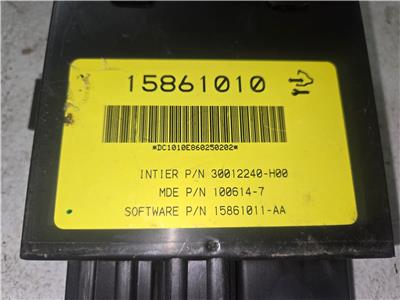 15861010
*DC1010E860250202*
INTIER P/N 30012240-H00
MDE P/N 100614-7
SOFTWARE P/N 15861011-AA